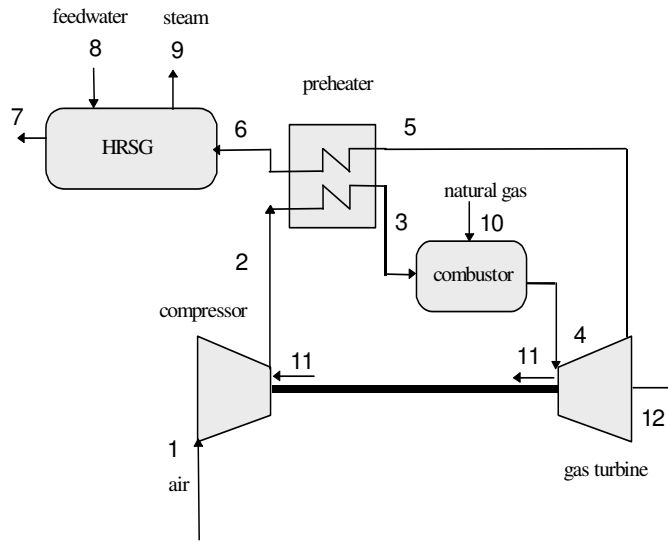 feedwater
steam
8
9
preheater
7
HRSG
6
5
natural gas
3
10
2
combustor
compressor
11
11
4
12
1
air
gas turbine